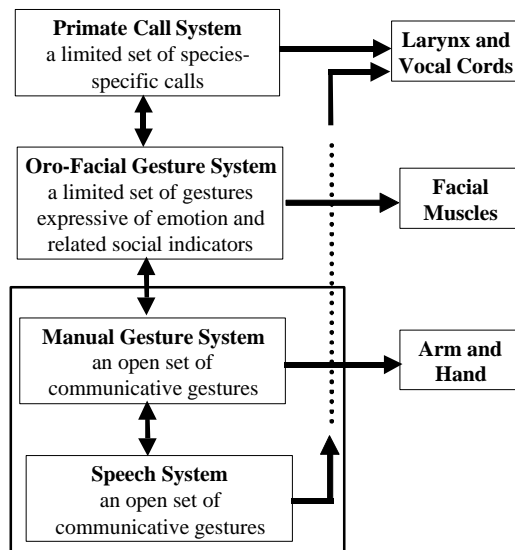 Primate Call System
a limited set of species-
specific calls
Larynx and
Vocal Cords
Oro-Facial Gesture System
a limited set of gestures
expressive of emotion and
related social indicators
Facial
Muscles
Manual Gesture System
an open set of
communicative gestures
Arm and
Hand
Speech System
an open set of
communicative gestures